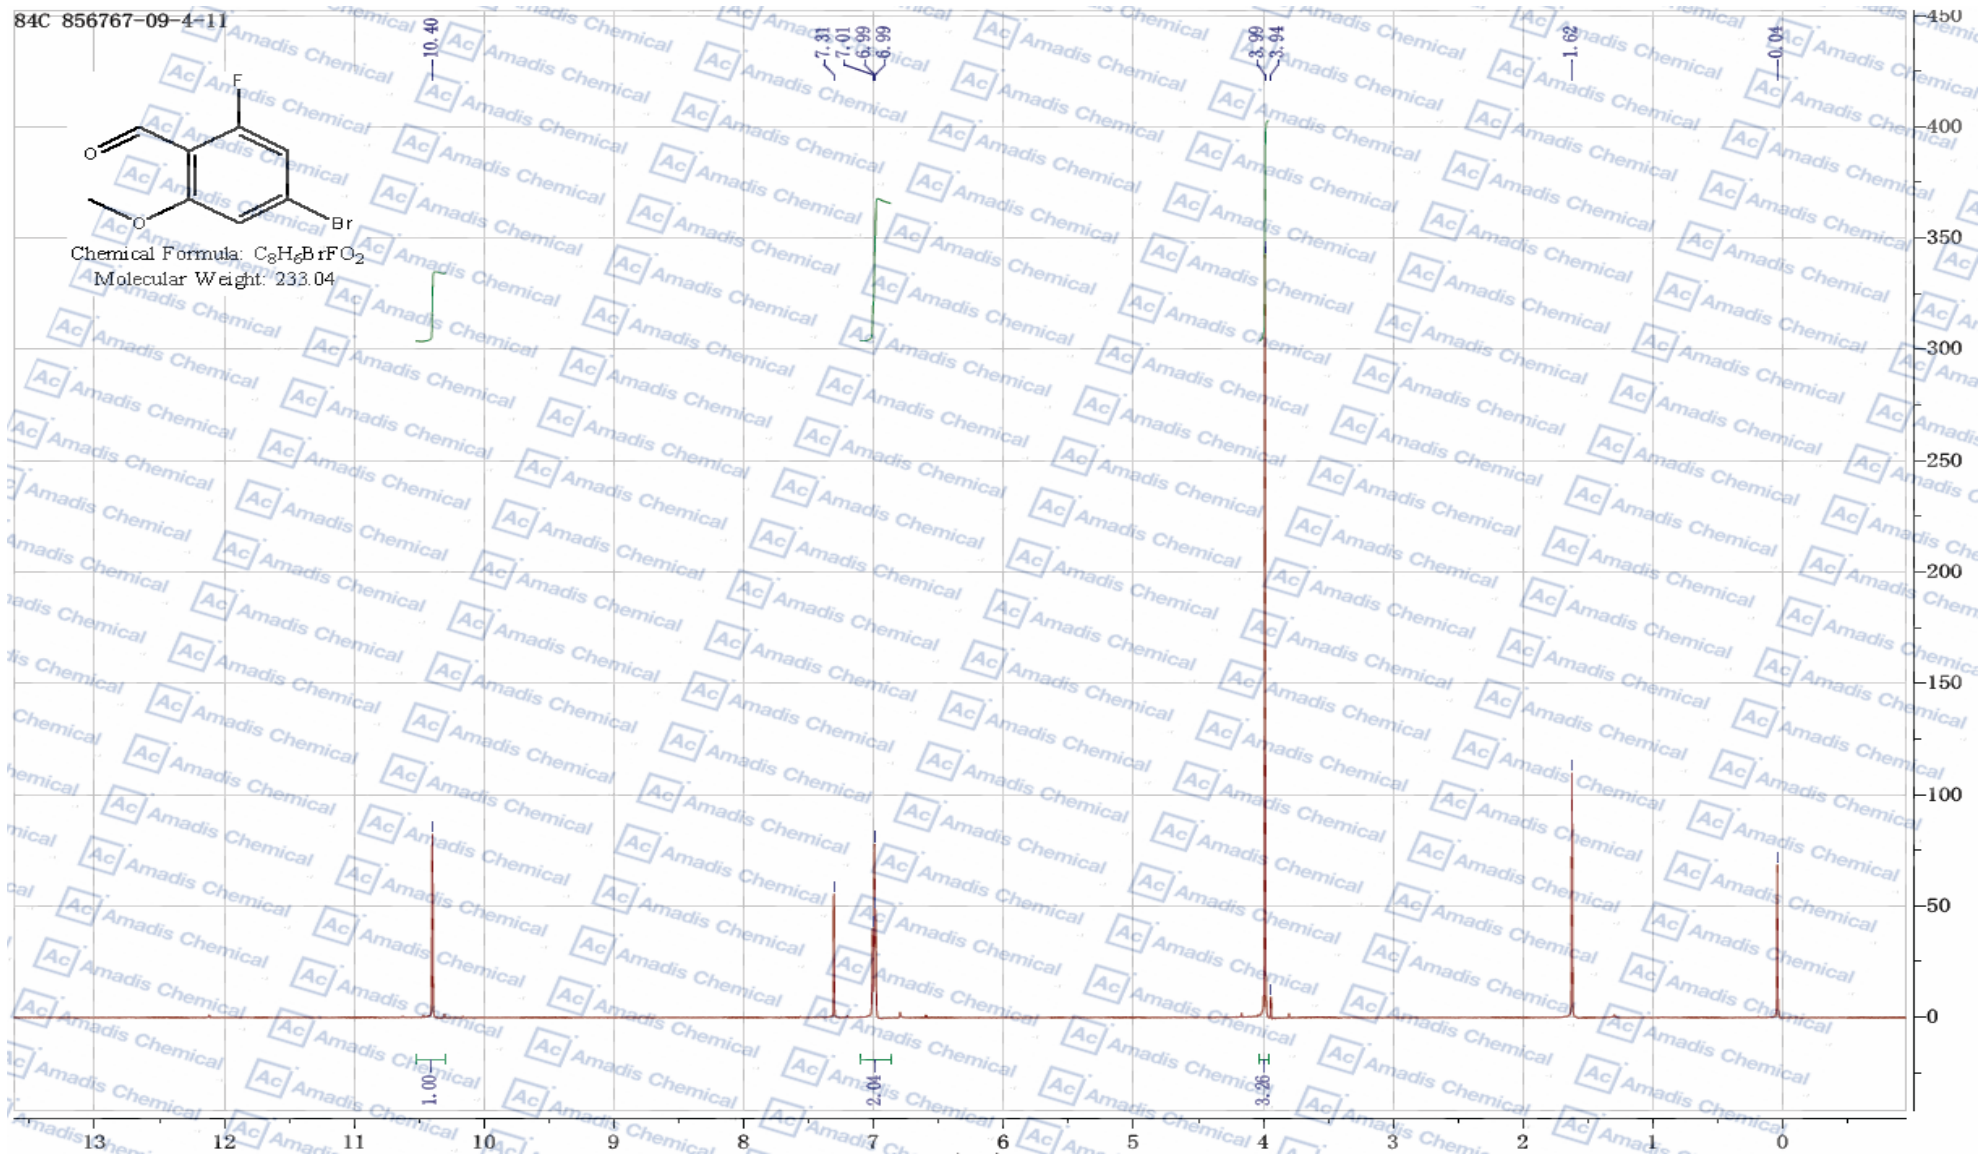 84C 856767-09-4-11
10.40
7.31
7.01
6.99
6.99
3.99
3.94
1.62
0.04
F
O
O
Br
Chemical Formula: C₈H₆BrFO₂
Molecular Weight: 233.04
450
400
350
300
250
200
150
100
50
0
1.00
2.04
3.26
13 12 11 10 9 8 7 6 5 4 3 2 1 0
Ac Amadis Chemical